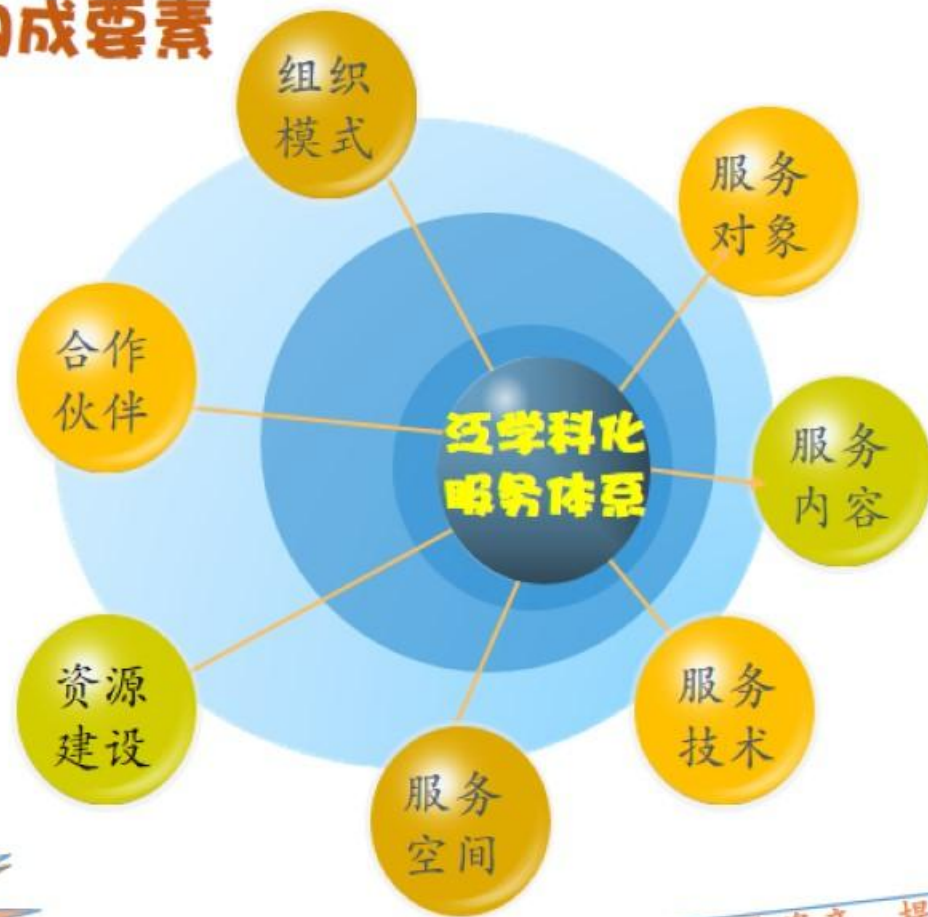 成要素
组织
模式
服务
对象
合作
伙伴
泛学科化
服务体系
服务
内容
资源
建设
服务
技术
服务
空间